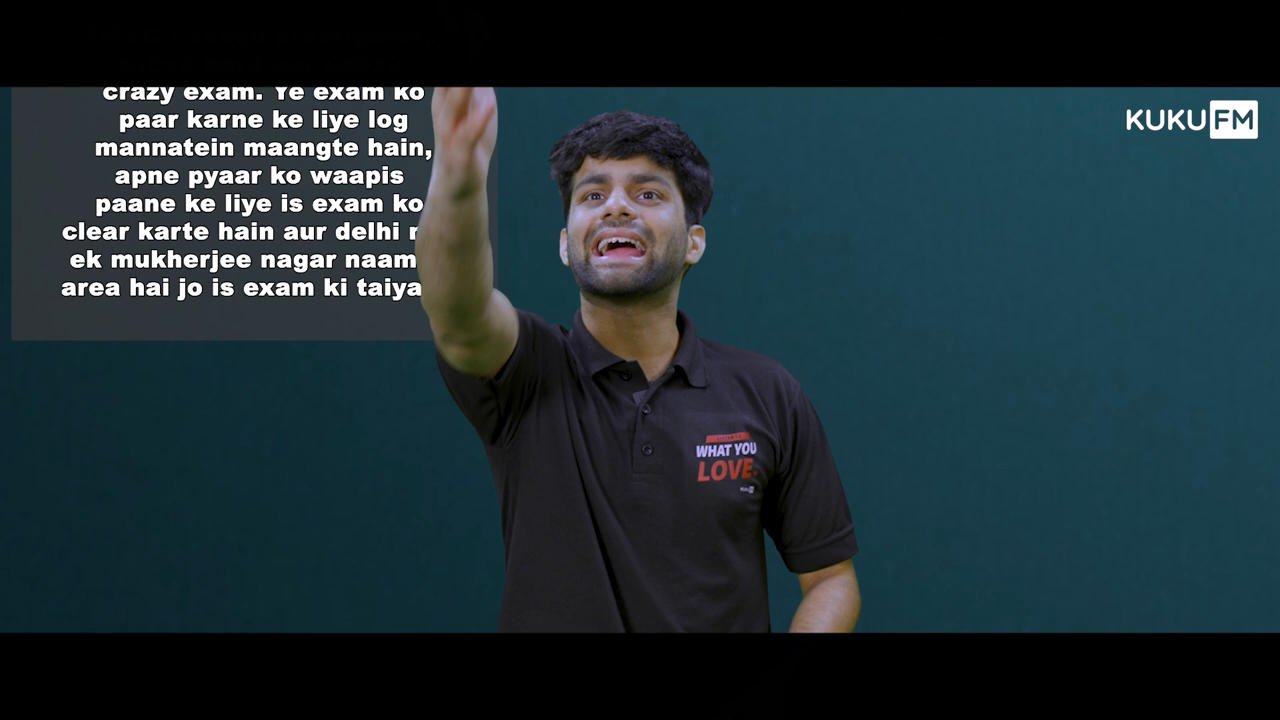 crazy exam. Ye exam ko
paar karne ke liye log
mannatein maangte hain,
apne pyaar ko waapis
paane ke liye is exam ko
clear karte hain aur delhi
ek mukherjee nagar naam
area hai jo is exam ki
KUKU FM
WHAT YOU
LOVE.